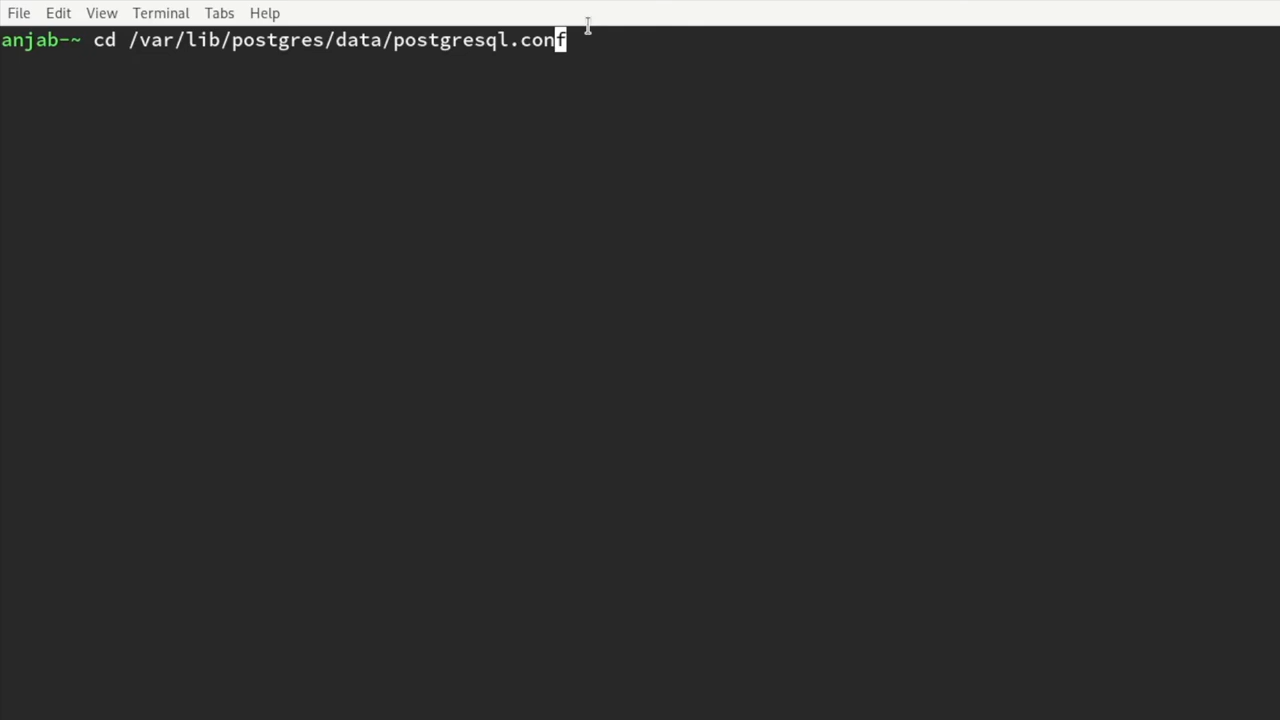 File Edit View Terminal Tabs Help
anjab~~ cd /var/lib/postgres/data/postgresql.conf